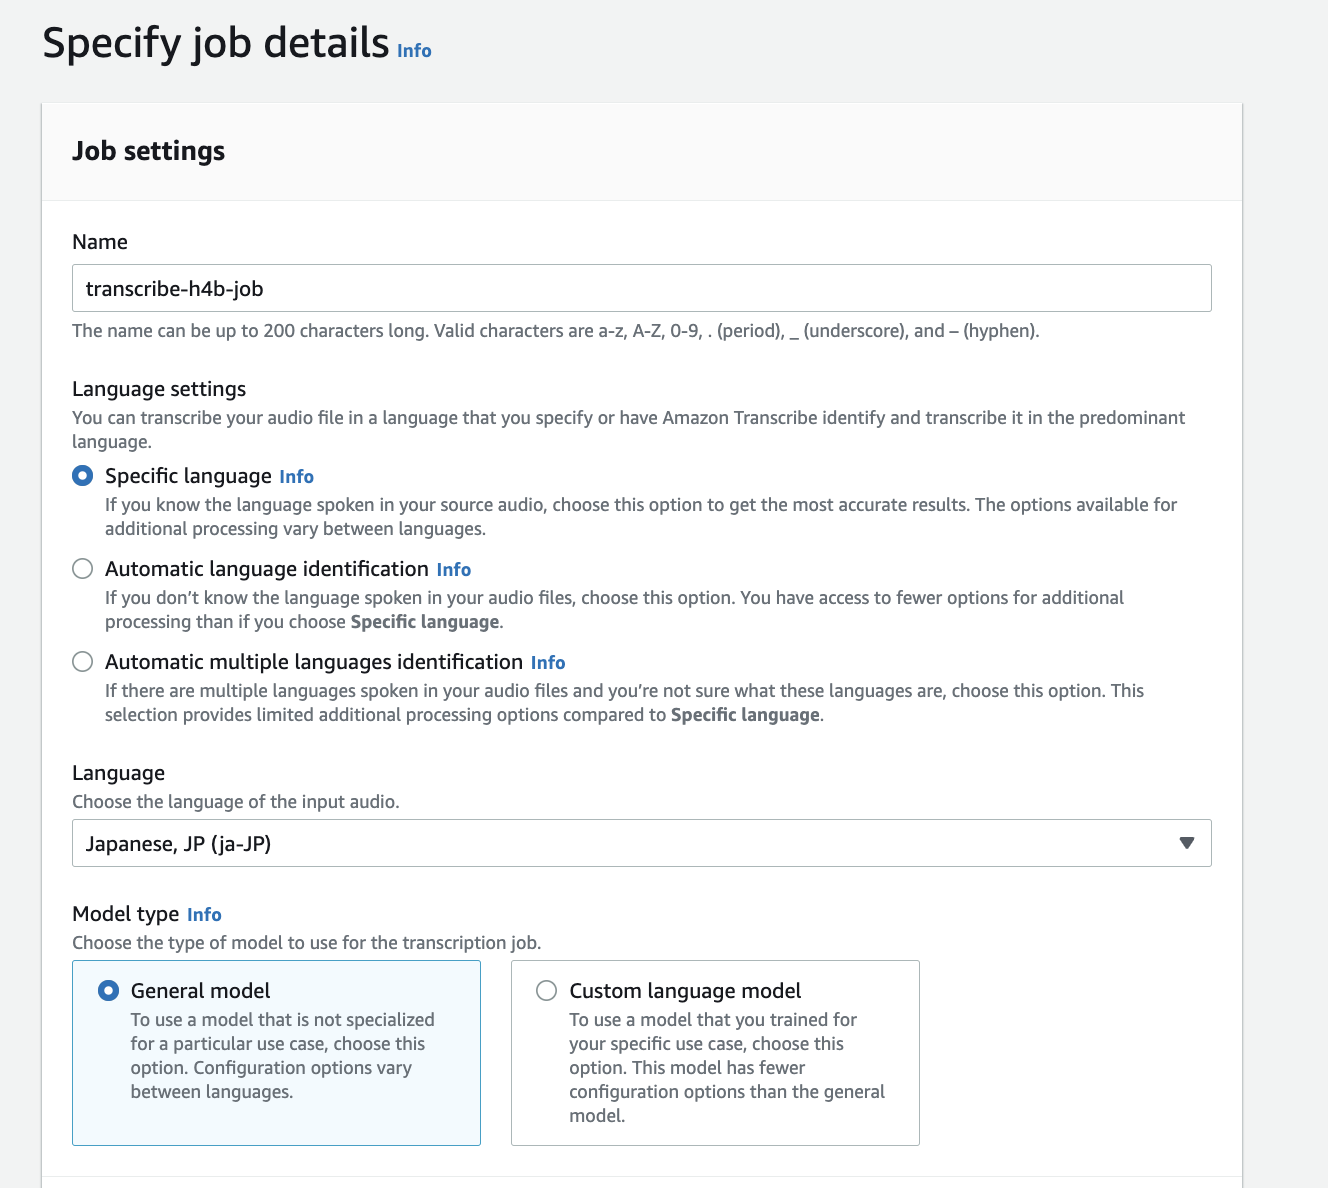 Specify job details Info
Job settings
Name
transcribe-h4b-job
The name can be up to 200 characters long. Valid characters are a-z, A-Z, 0-9, . (period), _ (underscore), and – (hyphen).
Language settings
You can transcribe your audio file in a language that you specify or have Amazon Transcribe identify and transcribe it in the predominant
language.
Specific language Info
If you know the language spoken in your source audio, choose this option to get the most accurate results. The options available for
additional processing vary between languages.
Automatic language identification Info
If you don’t know the language spoken in your audio files, choose this option. You have access to fewer options for additional
processing than if you choose Specific language.
Automatic multiple languages identification Info
If there are multiple languages spoken in your audio files and you’re not sure what these languages are, choose this option. This
selection provides limited additional processing options compared to Specific language.
Language
Choose the language of the input audio.
Japanese, JP (ja-JP)
Model type Info
Choose the type of model to use for the transcription job.
General model
To use a model that is not specialized
for a particular use case, choose this
option. Configuration options vary
between languages.
Custom language model
To use a model that you trained for
your specific use case, choose this
option. This model has fewer
configuration options than the general
model.